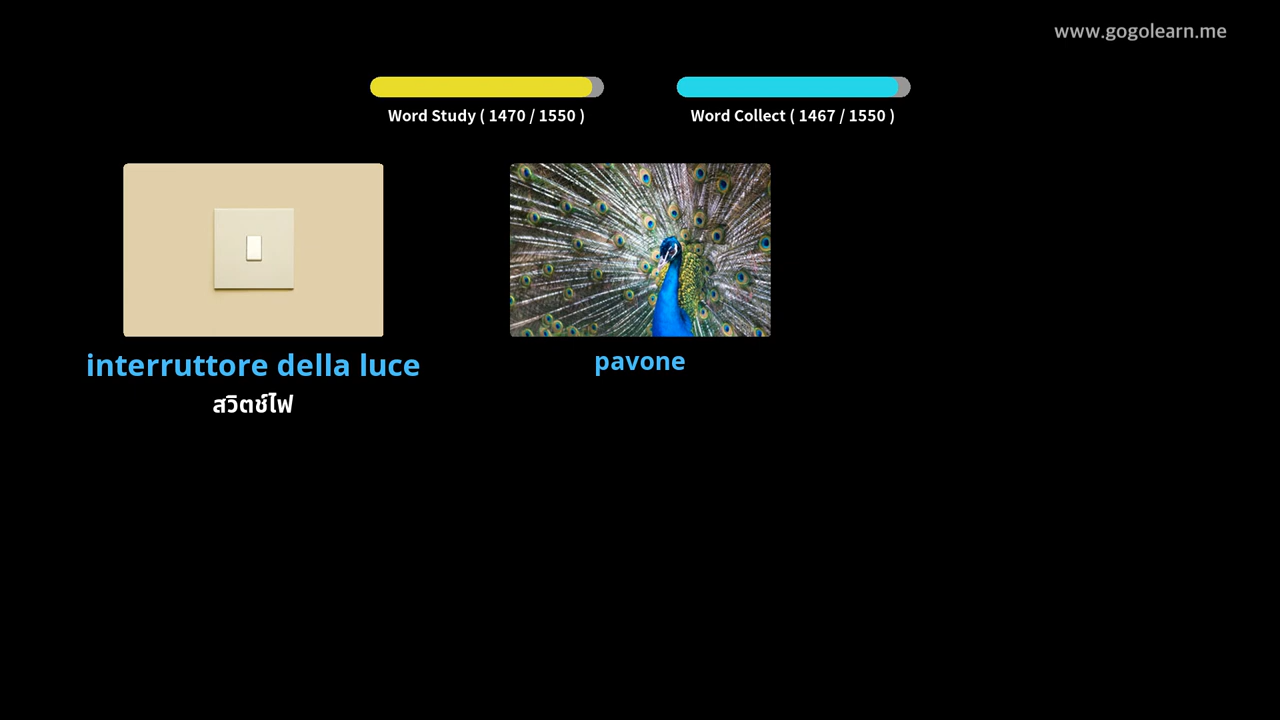 www.gogolearn.me
Word Study ( 1470 / 1550 )
Word Collect ( 1467 / 1550 )
interruttore della luce
สวิตช์ไฟ
pavone